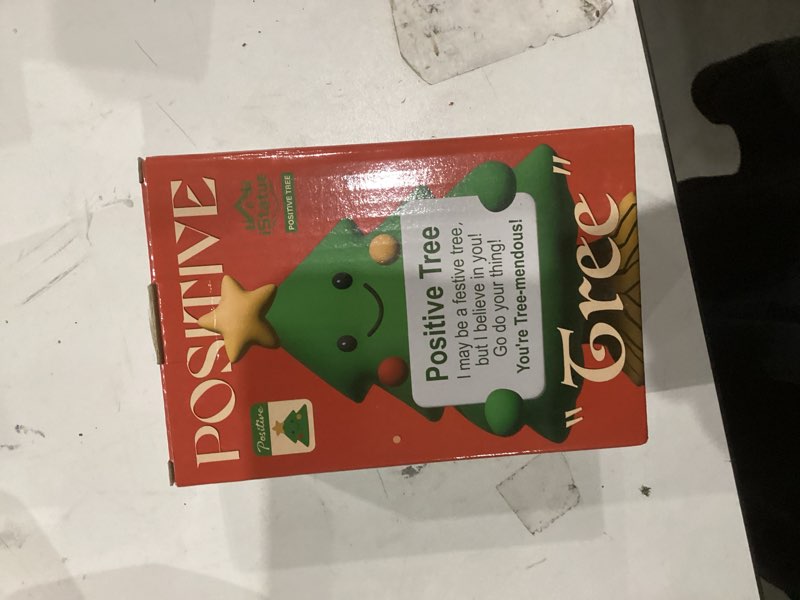 POSITIVE
Positive
iStatue
POSITIVE TREE
Positive Tree
I may be a festive tree,
but I believe in you!
Go do your thing!
You're Tree-mendous!
"Tree"